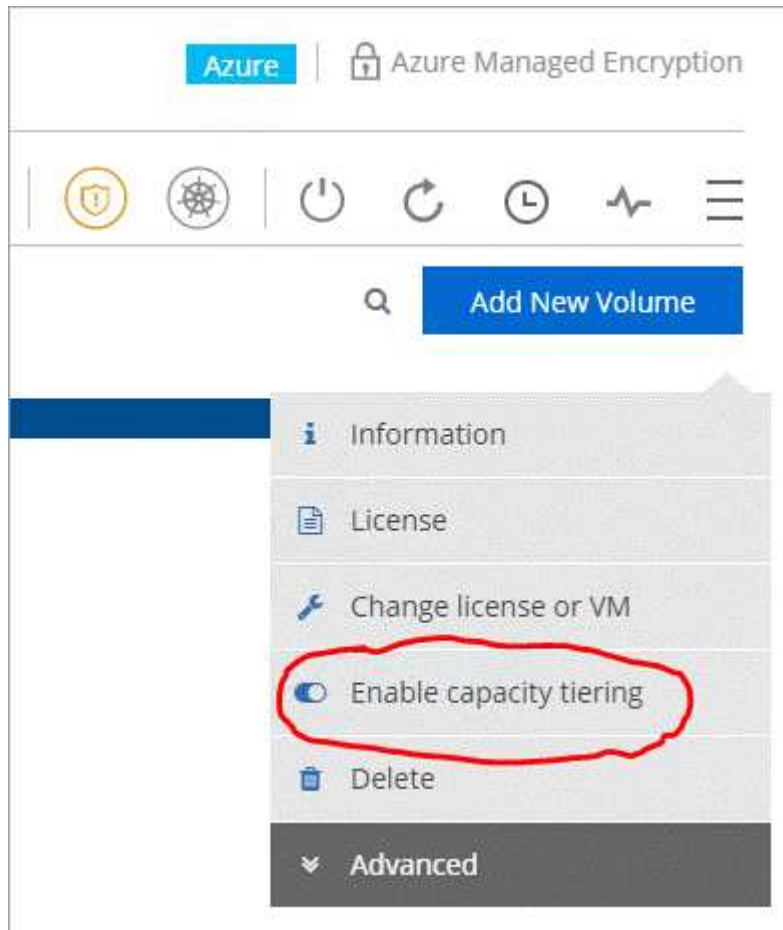 Azure
Azure Managed Encryption
Add New Volume
Information
License
Change license or VM
Enable capacity tiering
Delete
Advanced